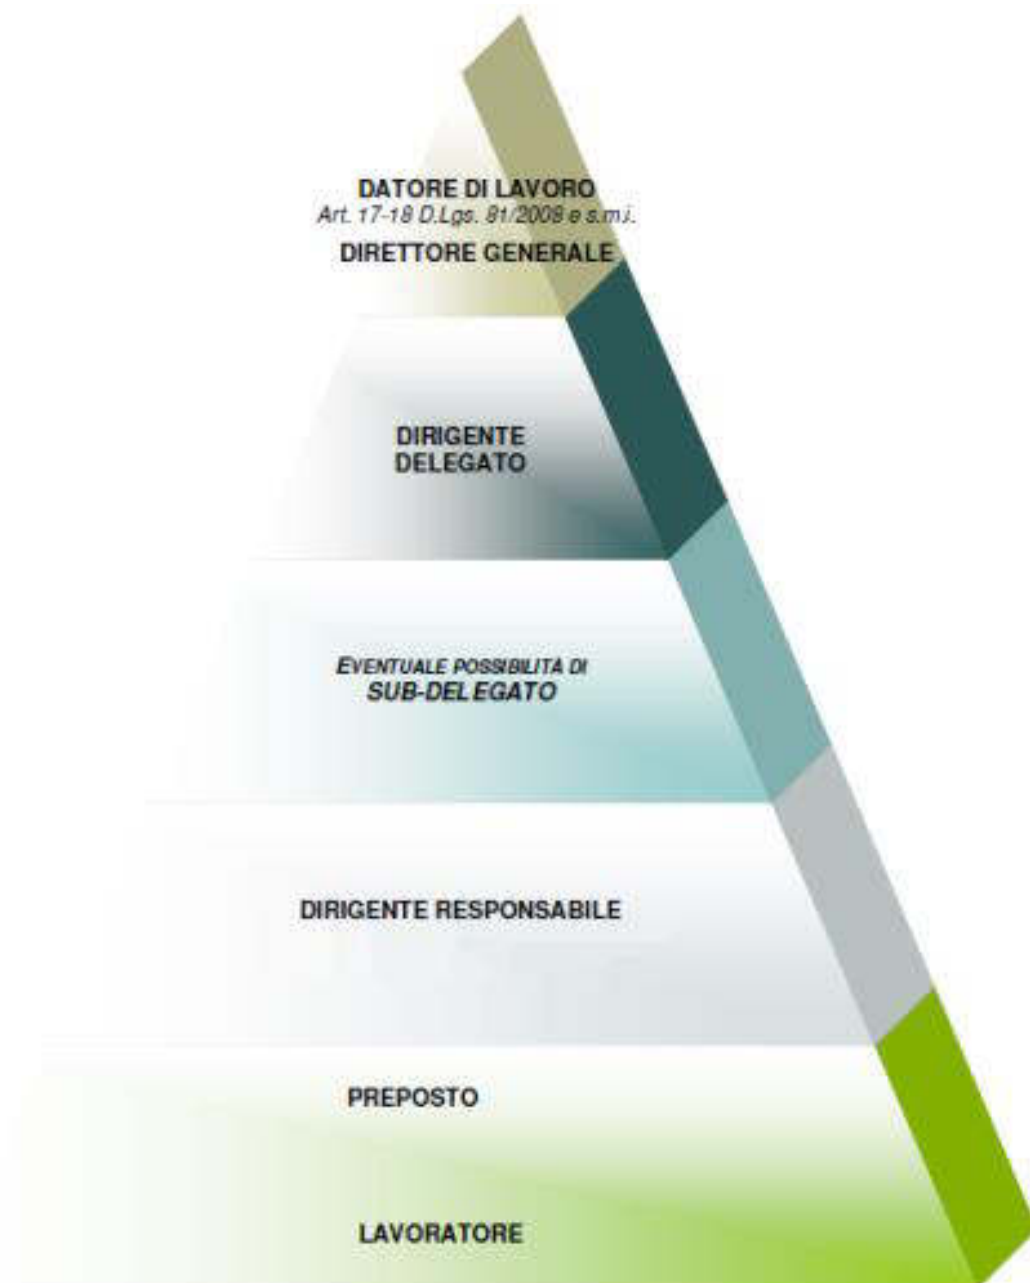 DATORE DI LAVORO
Art. 17-18 D.Lgs. 81/2008 e s.m.i.
DIRETTORE GENERALE
DIRIGENTE
DELEGATO
EVENTUALE POSSIBILITÀ DI
SUB-DELEGATO
DIRIGENTE RESPONSABILE
PREPOSTO
LAVORATORE